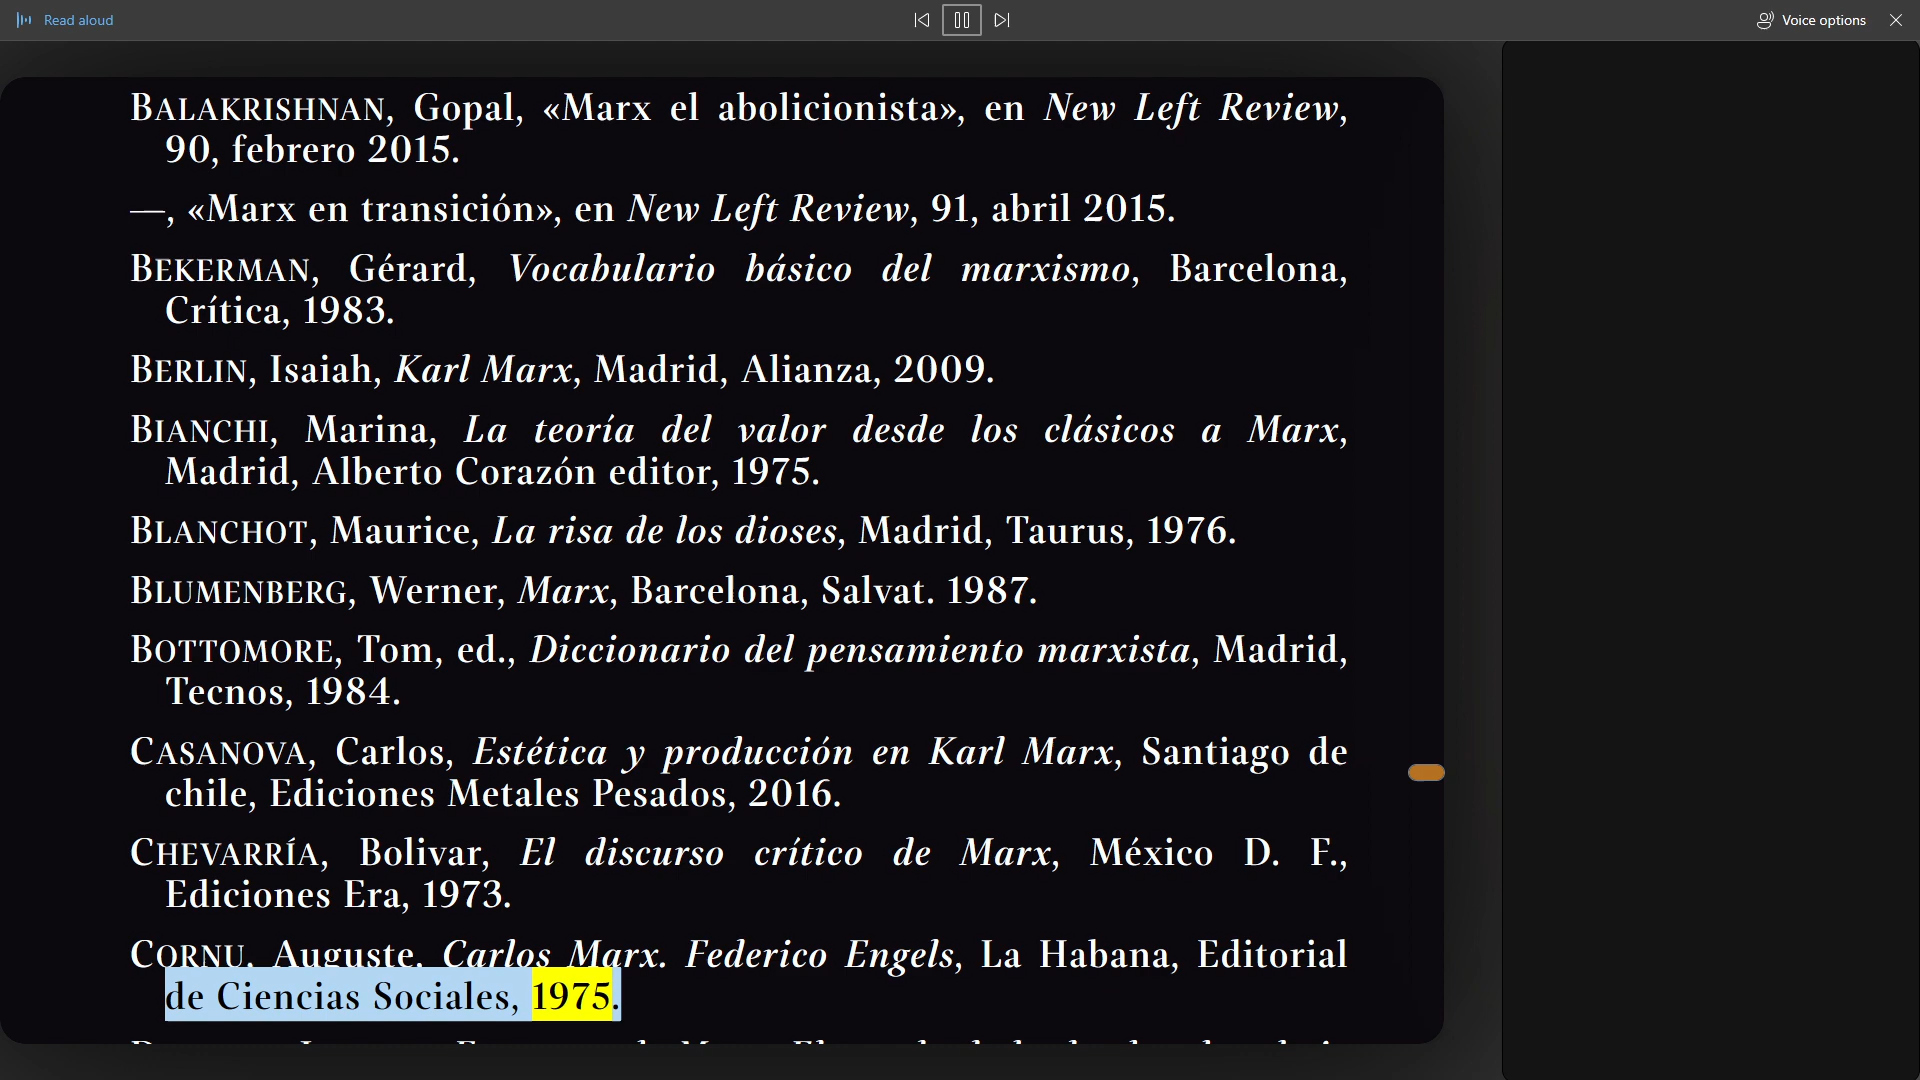 Read aloud
Voice options
BALAKRISHNAN, Gopal, «Marx el abolicionista», en New Left Review,
90, febrero 2015.
—, «Marx en transición», en New Left Review, 91, abril 2015.
BEKERMAN, Gérard, Vocabulario básico del marxismo, Barcelona,
Crítica, 1983.
BERLIN, Isaiah, Karl Marx, Madrid, Alianza, 2009.
BIANCHI, Marina, La teoría del valor desde los clásicos a Marx,
Madrid, Alberto Corazón editor, 1975.
BLANCHOT, Maurice, La risa de los dioses, Madrid, Taurus, 1976.
BLUMENBERG, Werner, Marx, Barcelona, Salvat. 1987.
BOTTOMORE, Tom, ed., Diccionario del pensamiento marxista, Madrid,
Tecnos, 1984.
CASANOVA, Carlos, Estética y producción en Karl Marx, Santiago de
chile, Ediciones Metales Pesados, 2016.
CHEVARRÍA, Bolivar, El discurso crítico de Marx, México D. F.,
Ediciones Era, 1973.
CORNU, Auguste, Carlos Marx. Federico Engels, La Habana, Editorial
de Ciencias Sociales, 1975.